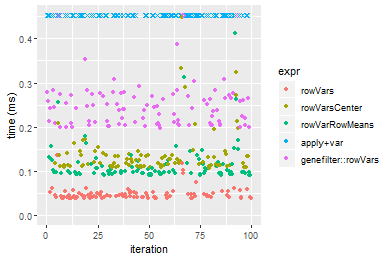 expr
rowVars
rowVarsCenter
rowVarRowMeans
apply+var
genefilter::rowVars
time (ms)
0.4
0.3
0.2
0.1
0.0
0 25 50 75 100
iteration